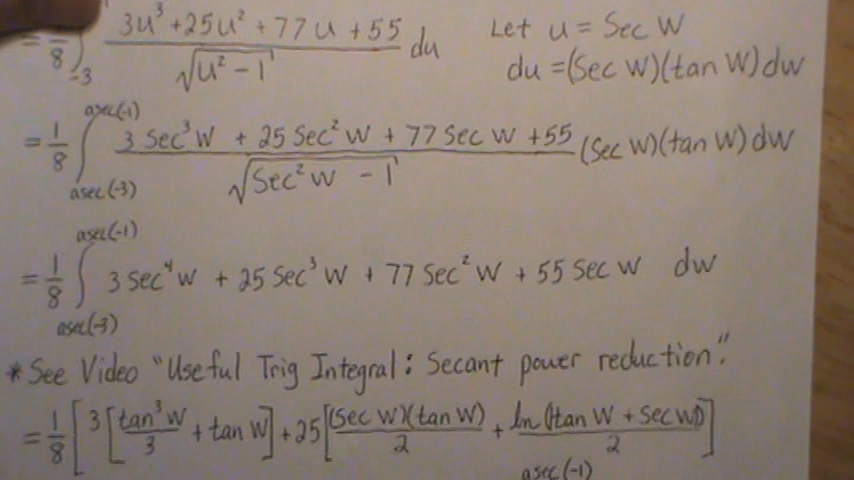 = 1/8 ∫_{-3} (3u³ + 25u² + 77u + 55)/√(u² - 1) du Let u = Sec W
du = (Sec W)(tan W) dw
= 1/8 ∫_{asec(-3)}^{asec(-1)} (3 Sec³ W + 25 Sec² W + 77 Sec W + 55)/√(Sec² W - 1) (Sec W)(tan W) dw
= 1/8 ∫_{asec(-3)}^{asec(-1)} 3 Sec⁴ W + 25 Sec³ W + 77 Sec² W + 55 Sec W dw
* See Video "Useful Trig Integral: Secant power reduction."
= 1/8 [ 3 [ tan³ W/3 + tan W ] + 25 [ (Sec W)(tan W)/2 + ln(|tan W + Sec W|)/2 ]
asec(-1)